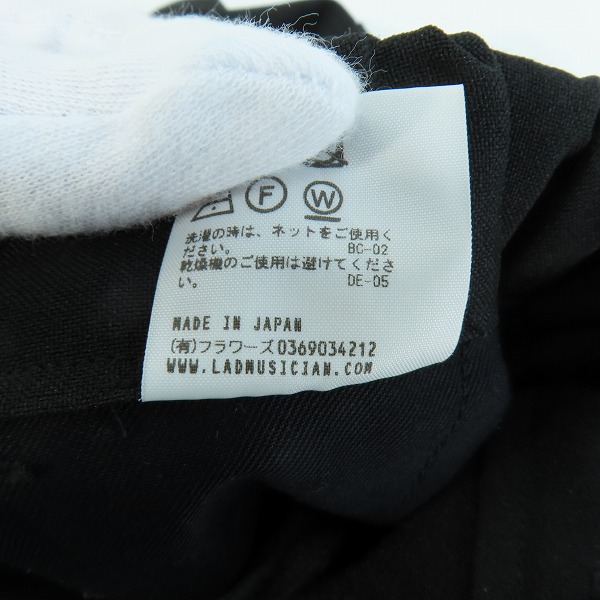 F W
洗濯の時は、ネットをご使用く
ださい。 BC-02
乾燥機のご使用は避けてくださ
い。 DE-05
MADE IN JAPAN
(有)フラワーズ0369034212
WWW.LADMUSICIAN.COM